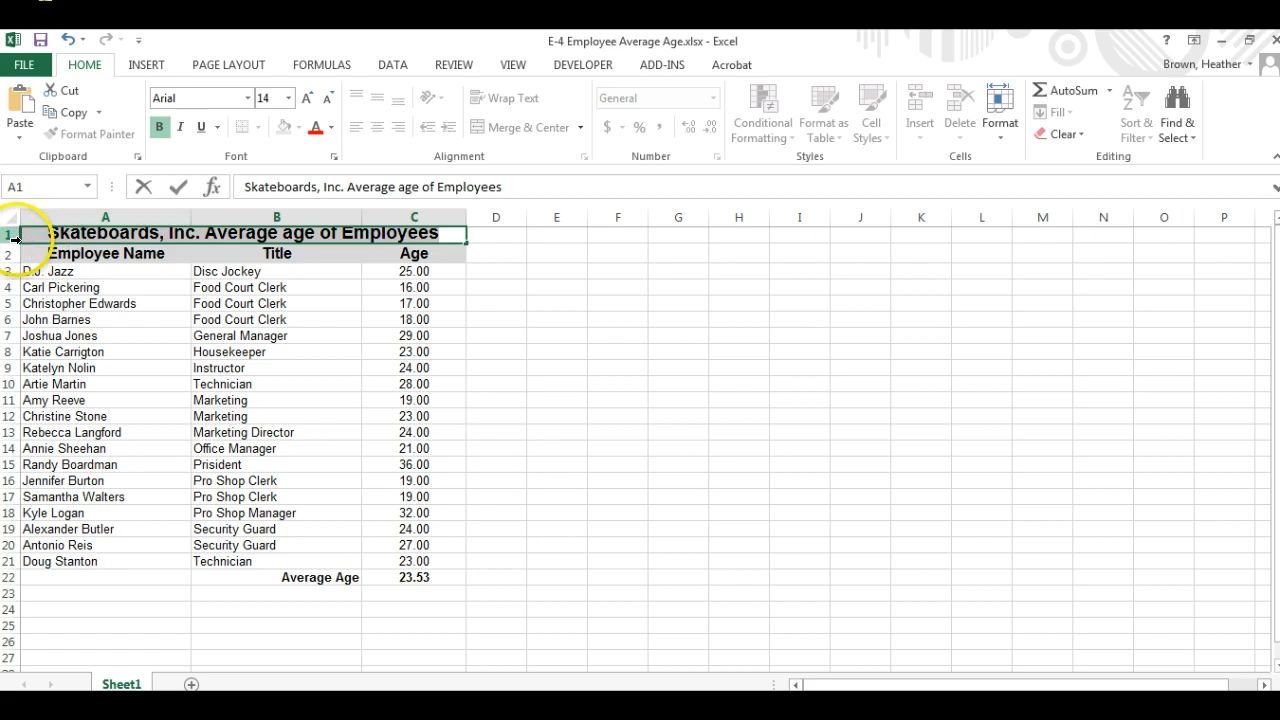 E-4 Employee Average Age.xlsx - Excel
?
FILE HOME INSERT PAGE LAYOUT FORMULAS DATA REVIEW VIEW DEVELOPER ADD-INS Acrobat Brown, Heather
Paste Cut Copy Format Painter
Clipboard
Arial 14
B I U A
Font
Wrap Text
Merge & Center
Alignment
General
$ % ,
Number
Conditional Formatting Format as Table Cell Styles
Styles
Insert Delete Format
Cells
AutoSum Fill Clear Sort & Filter Find & Select
Editing
A1 fx Skateboards, Inc. Average age of Employees
A B C D E F G H I J K L M N O P
1 Skateboards, Inc. Average age of Employees
2 Employee Name Title Age
3 D.J. Jazz Disc Jockey 25.00
4 Carl Pickering Food Court Clerk 16.00
5 Christopher Edwards Food Court Clerk 17.00
6 John Barnes Food Court Clerk 18.00
7 Joshua Jones General Manager 29.00
8 Katie Carrigton Housekeeper 23.00
9 Katelyn Nolin Instructor 24.00
10 Artie Martin Technician 28.00
11 Amy Reeve Marketing 19.00
12 Christine Stone Marketing 23.00
13 Rebecca Langford Marketing Director 24.00
14 Annie Sheehan Office Manager 21.00
15 Randy Boardman Prisident 36.00
16 Jennifer Burton Pro Shop Clerk 19.00
17 Samantha Walters Pro Shop Clerk 19.00
18 Kyle Logan Pro Shop Manager 32.00
19 Alexander Butler Security Guard 24.00
20 Antonio Reis Security Guard 27.00
21 Doug Stanton Technician 23.00
22 Average Age 23.53
23
24
25
26
27
Sheet1